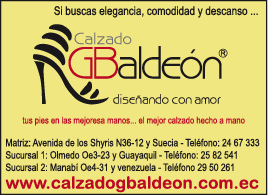 Si buscas elegancia, comodidad y descanso ...
Calzado
GBaldeón®
diseñando con amor
tus pies en las mejoresa manos... el mejor calzado hecho a mano
Matriz: Avenida de los Shyris N36-12 y Suecia - Teléfono: 24 67 333
Sucursal 1: Olmedo Oe3-23 y Guayaquil - Teléfono: 25 82 541
Sucursal 2: Manabí Oe4-31 y venezuela - Teléfono 29 50 261
www.calzadogbaldeon.com.ec